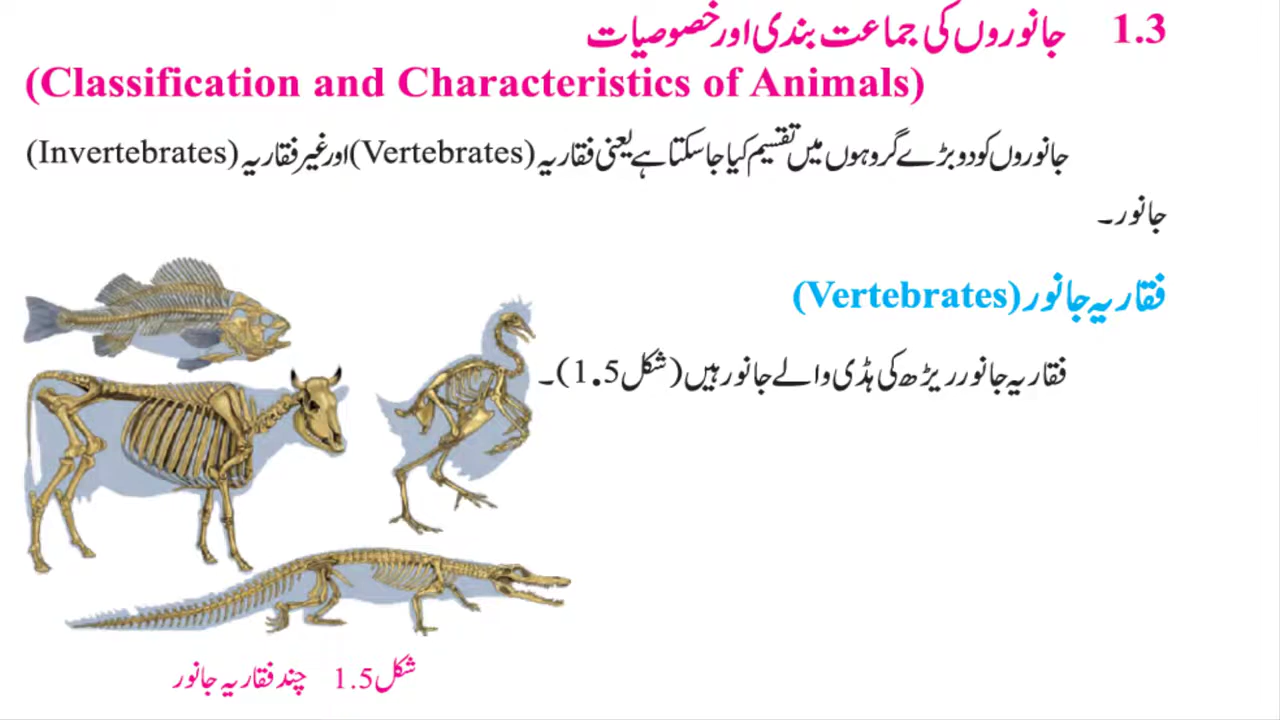 1.3 جانوروں کی جماعت بندی اور خصوصیات
(Classification and Characteristics of Animals)
جانوروں کو دو بڑے گروہوں میں تقسیم کیا جا سکتا ہے یعنی فقاریہ (Vertebrates) اور غیر فقاریہ (Invertebrates)
جانور۔
فقاریہ جانور (Vertebrates)
فقاریہ جانور ریڑھ کی ہڈی والے جانور ہیں (شکل 1.5)۔
شکل 1.5 چند فقاریہ جانور